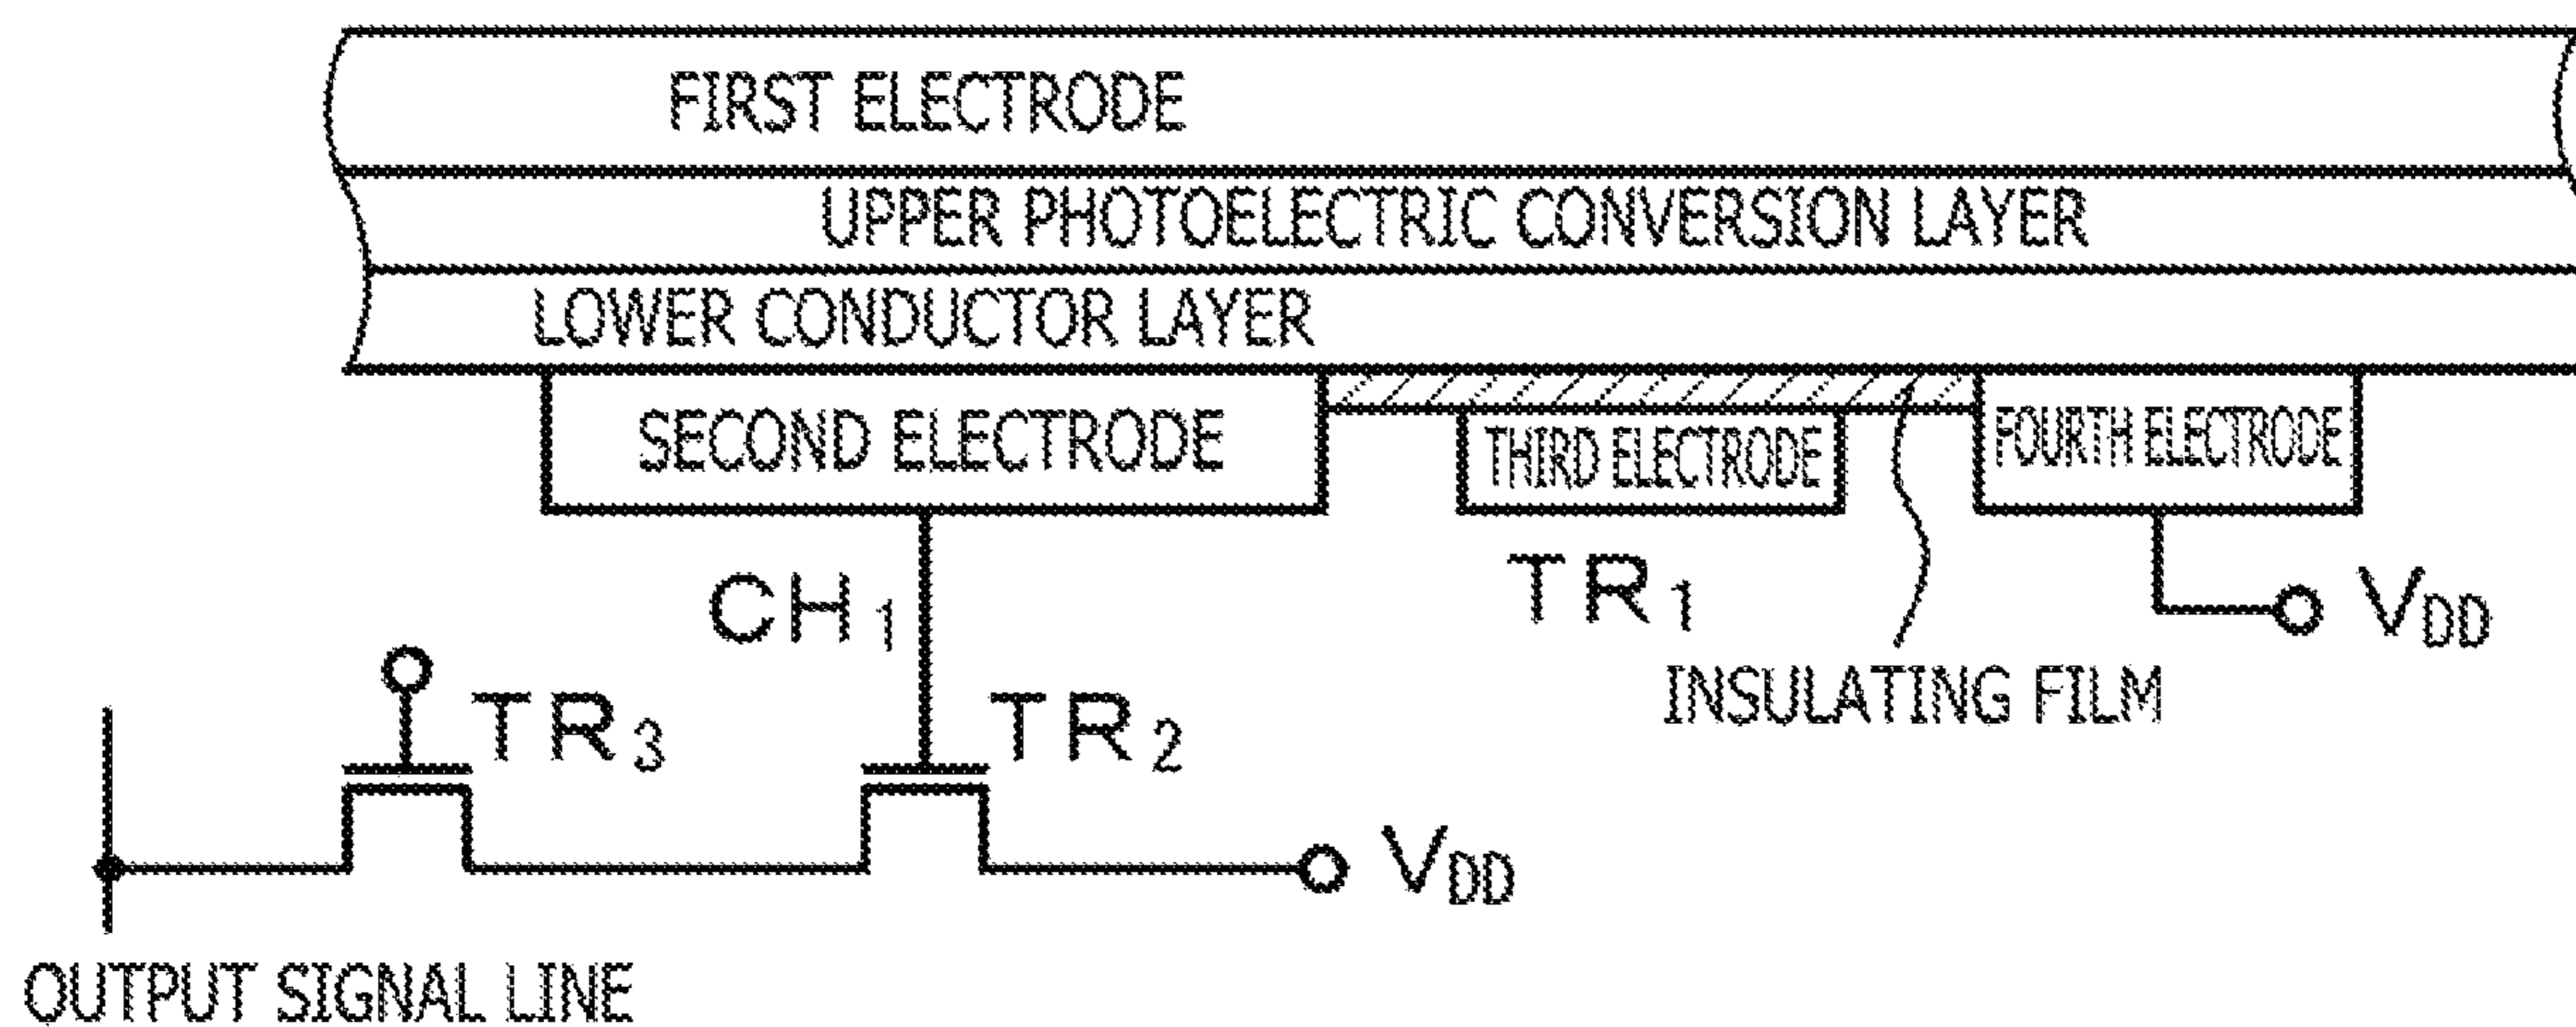 FIRST ELECTRODE
UPPER PHOTOELECTRIC CONVERSION LAYER
LOWER CONDUCTOR LAYER
SECOND ELECTRODE
THIRD ELECTRODE
FOURTH ELECTRODE
CH1
TR1
VDD
INSULATING FILM
TR3
TR2
VDD
OUTPUT SIGNAL LINE